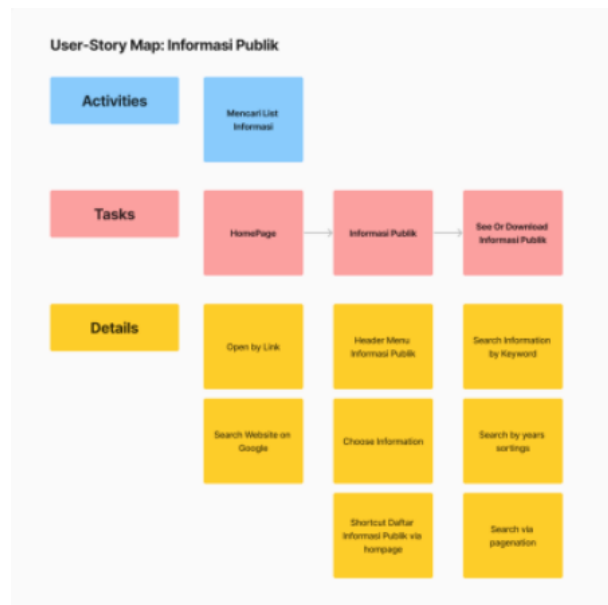 User-Story Map: Informasi Publik
Activities
Mencari List
Informasi
Tasks
HomePage
Informasi Publik
See Or Download
Informasi Publik
Details
Open by Link
Header Menu
Informasi Publik
Search Information
by Keyword
Search Website on
Google
Choose Information
Search by years
sortings
Shortcut Daftar
Informasi Publik via
hompage
Search via
pagenation